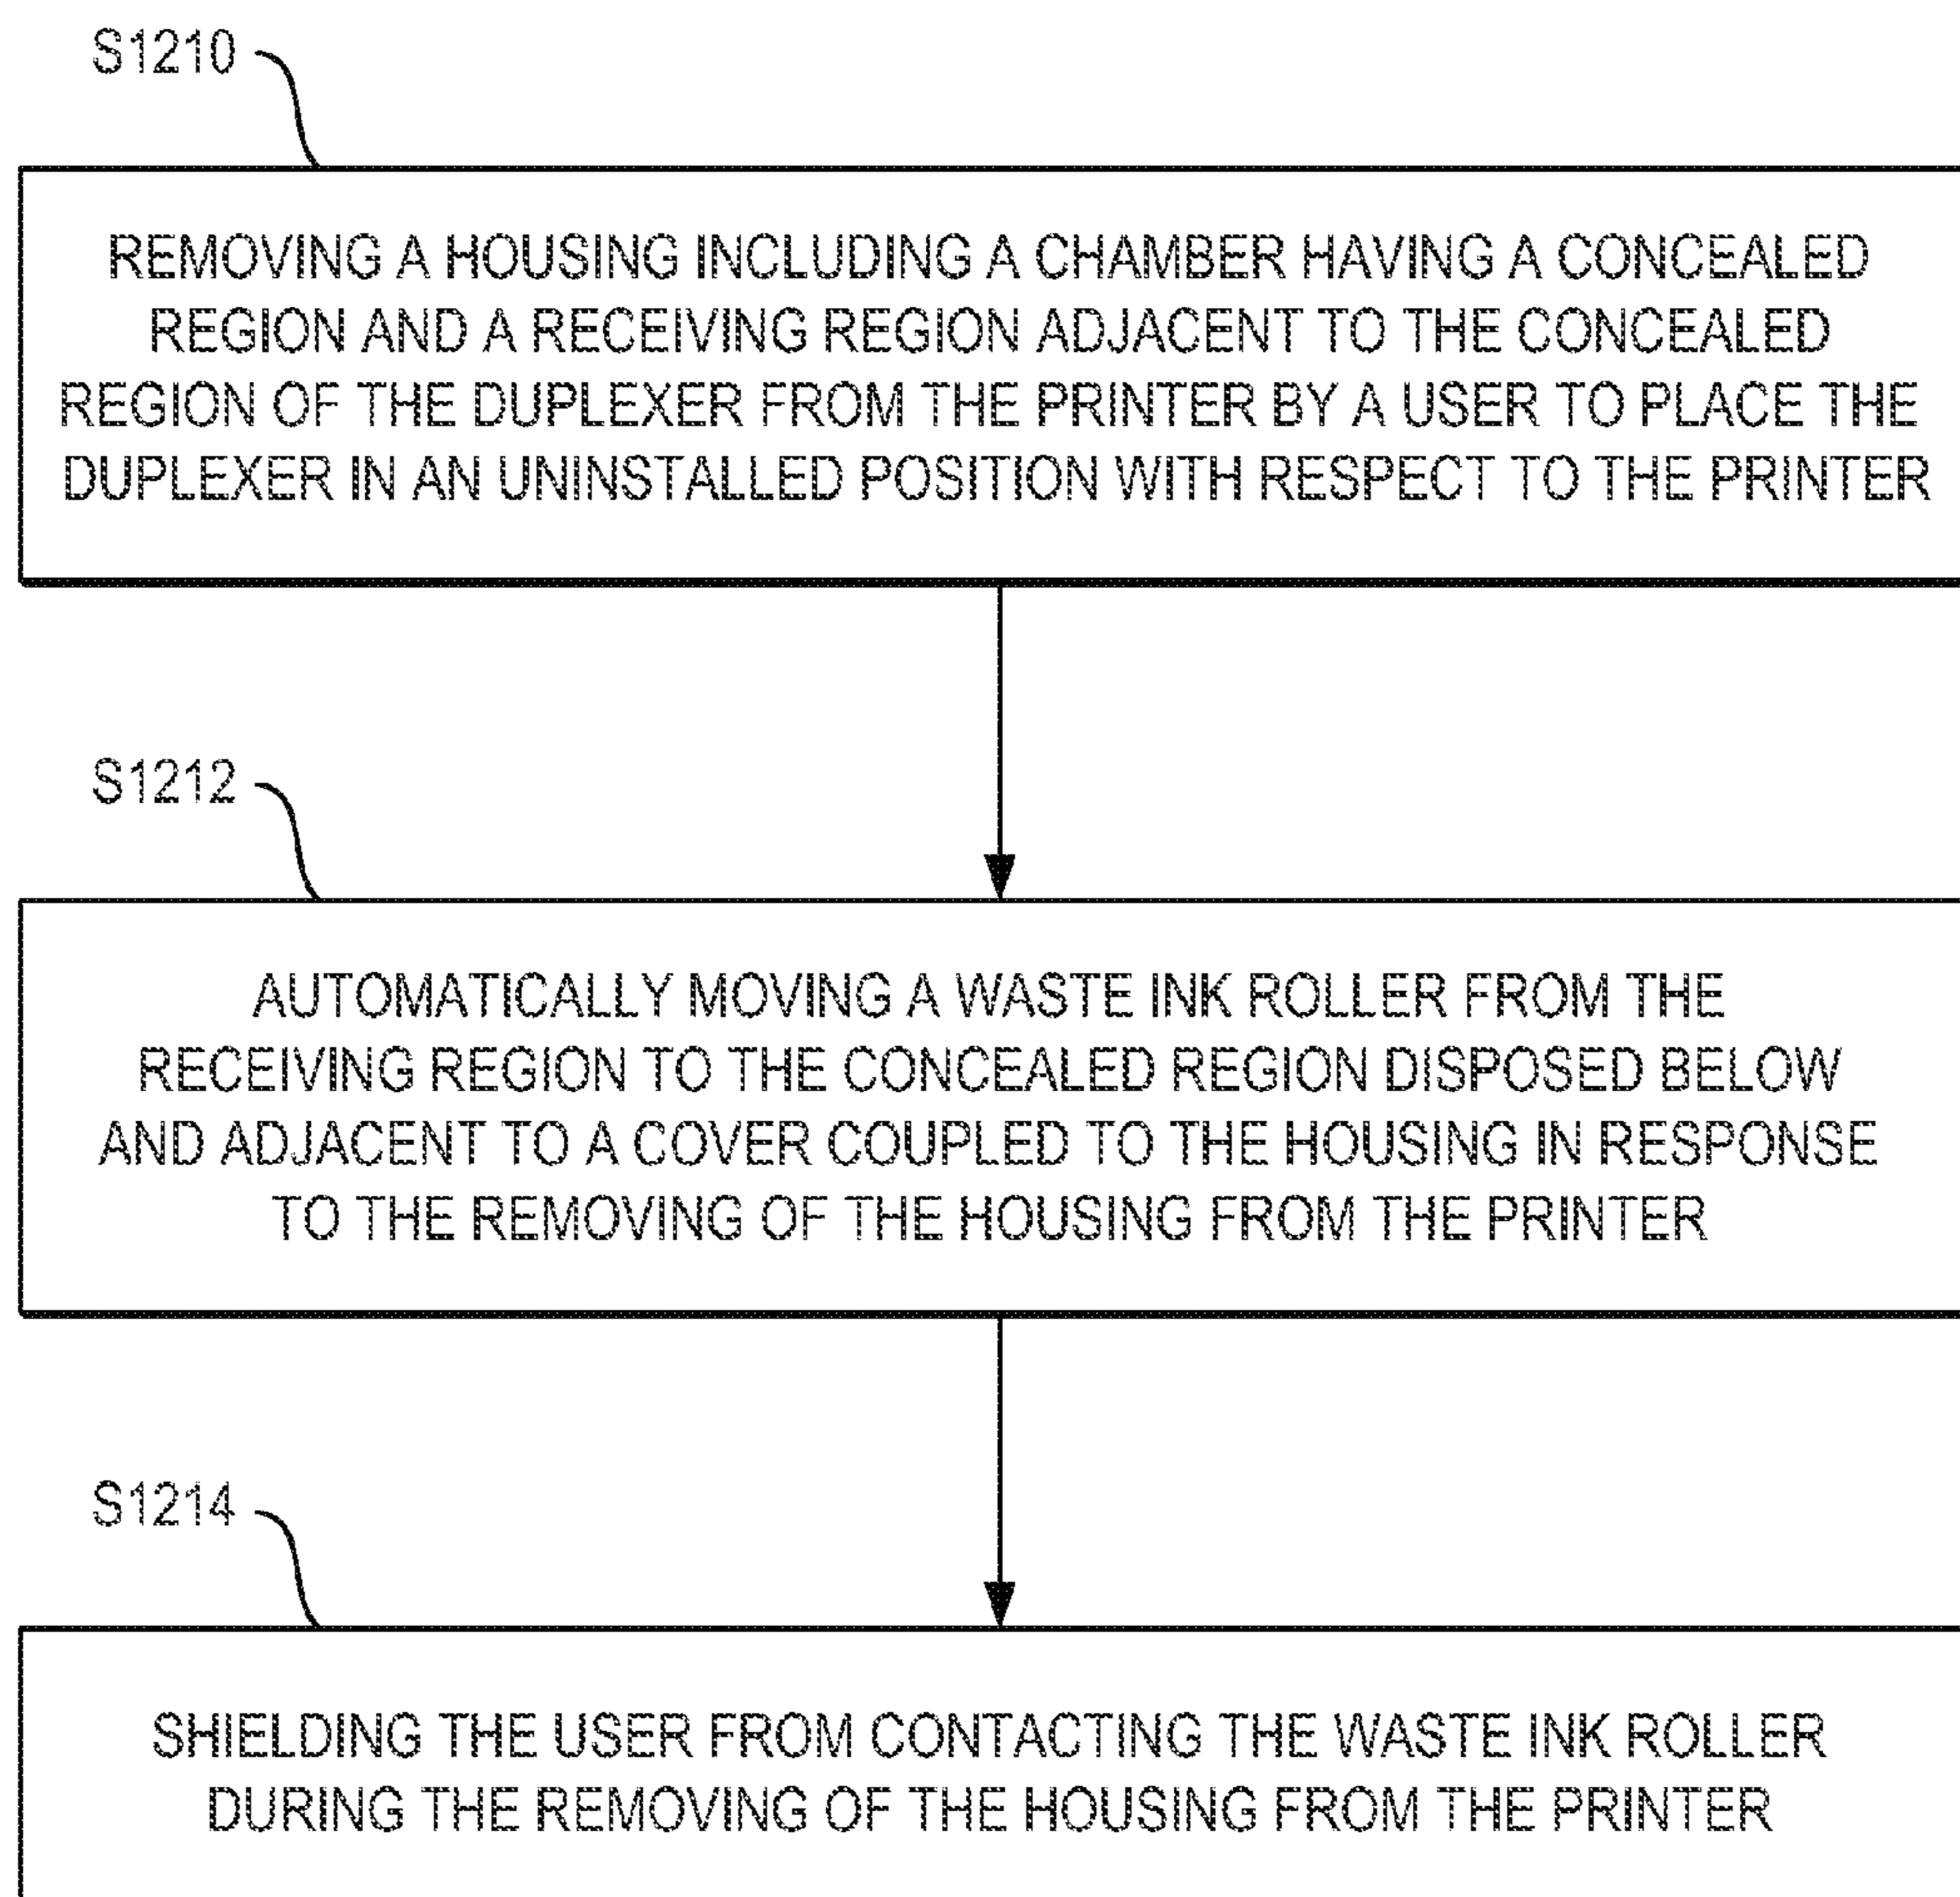 S1210
REMOVING A HOUSING INCLUDING A CHAMBER HAVING A CONCEALED
REGION AND A RECEIVING REGION ADJACENT TO THE CONCEALED
REGION OF THE DUPLEXER FROM THE PRINTER BY A USER TO PLACE THE
DUPLEXER IN AN UNINSTALLED POSITION WITH RESPECT TO THE PRINTER
S1212
AUTOMATICALLY MOVING A WASTE INK ROLLER FROM THE
RECEIVING REGION TO THE CONCEALED REGION DISPOSED BELOW
AND ADJACENT TO A COVER COUPLED TO THE HOUSING IN RESPONSE
TO THE REMOVING OF THE HOUSING FROM THE PRINTER
S1214
SHIELDING THE USER FROM CONTACTING THE WASTE INK ROLLER
DURING THE REMOVING OF THE HOUSING FROM THE PRINTER